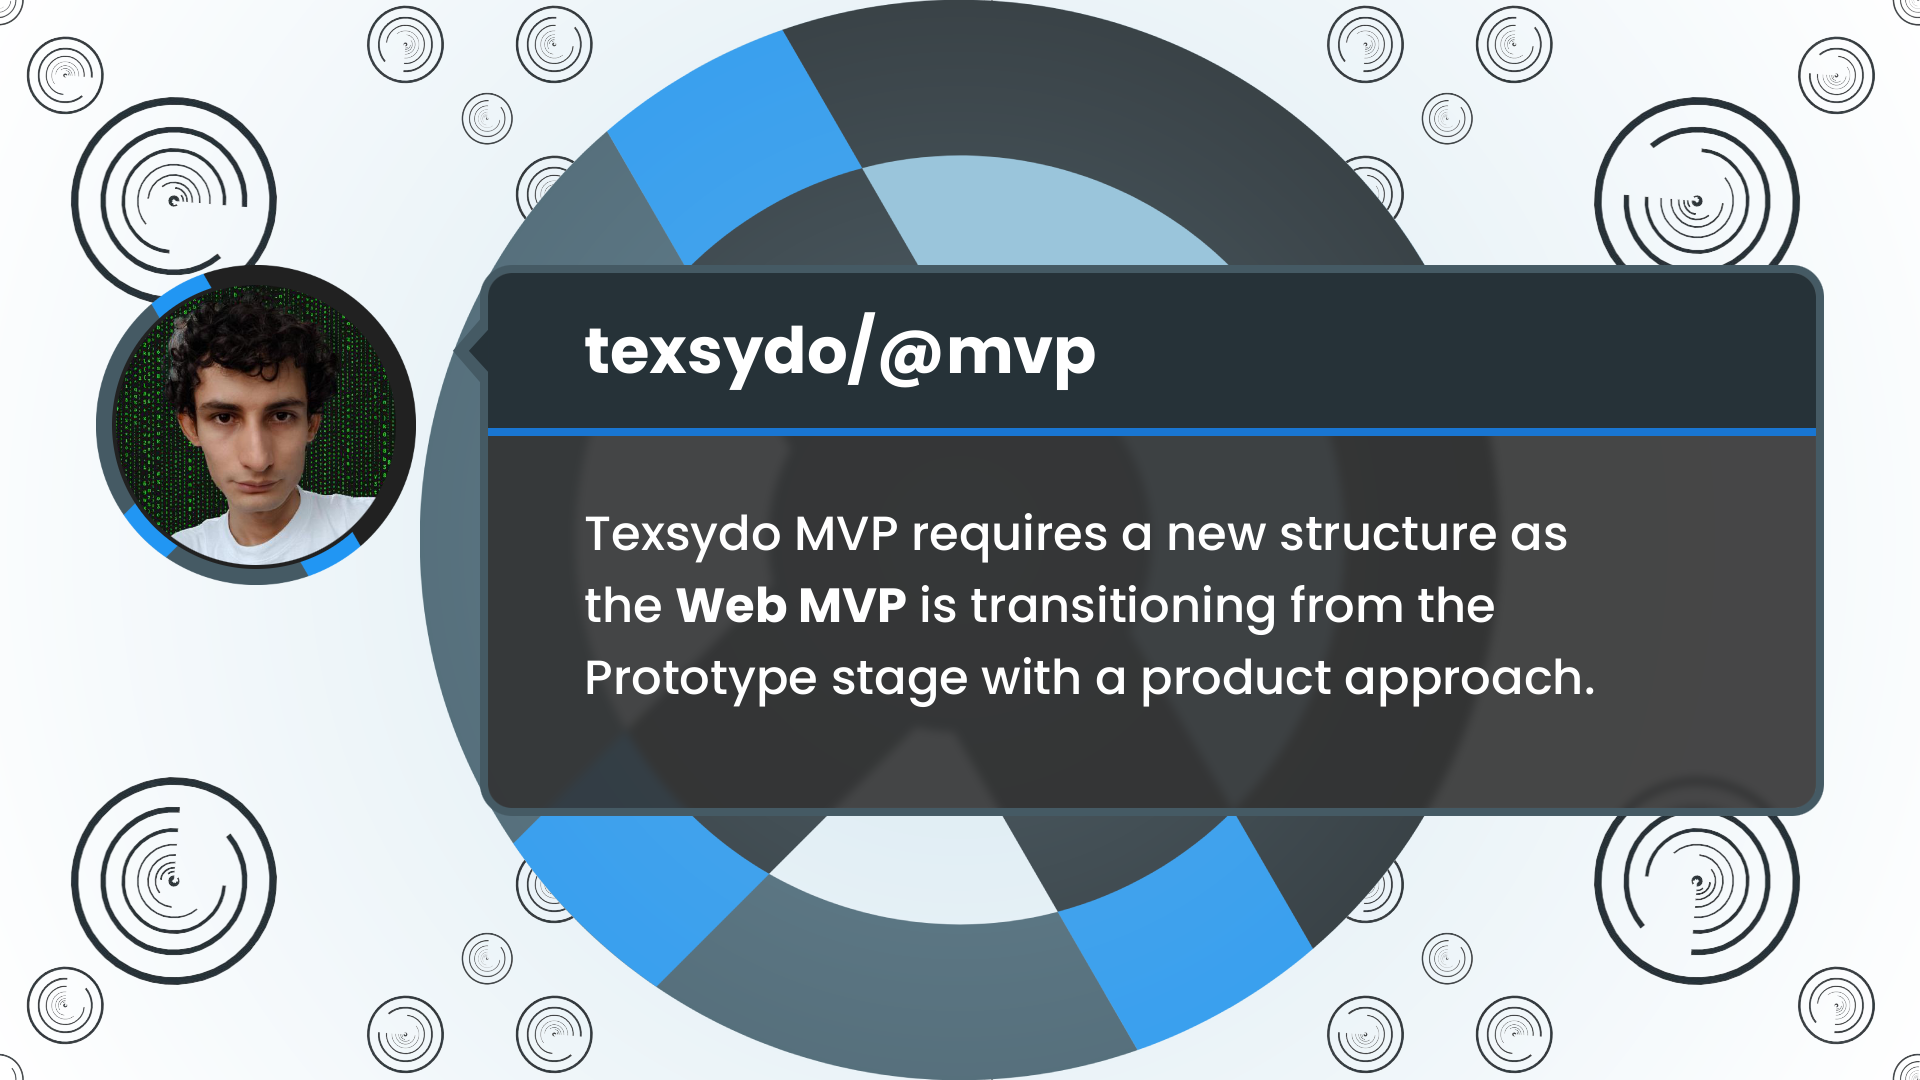 texsydo/@mvp
Texsydo MVP requires a new structure as
the Web MVP is transitioning from the
Prototype stage with a product approach.